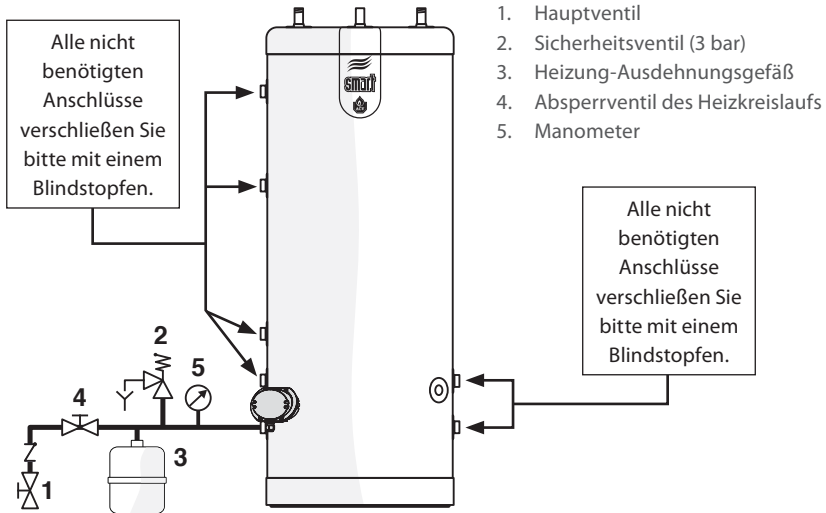 Alle nicht
benötigten
Anschlüsse
verschließen Sie
bitte mit einem
Blindstopfen.
smart
1. Hauptventil
2. Sicherheitsventil (3 bar)
3. Heizung-Ausdehnungsgefäß
4. Absperrventil des Heizkreislaufs
5. Manometer
Alle nicht
benötigten
Anschlüsse
verschließen Sie
bitte mit einem
Blindstopfen.
2
5
4
3
1